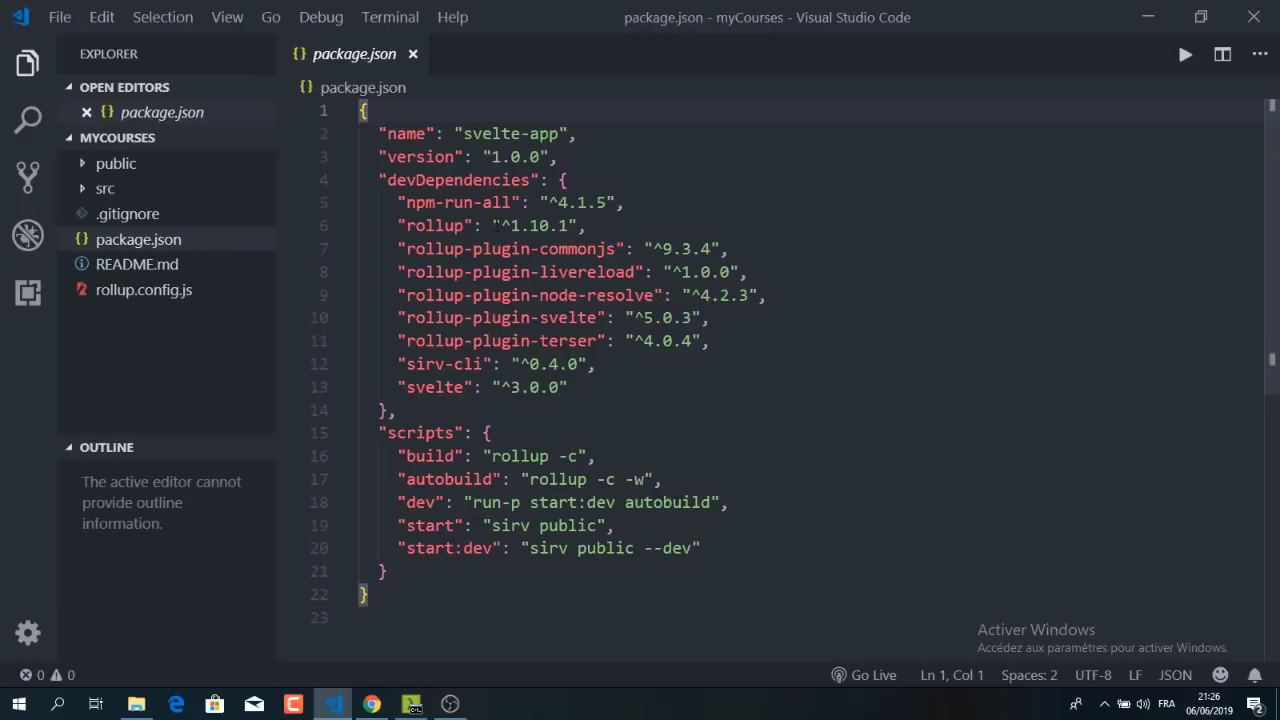 File Edit Selection View Go Debug Terminal Help package.json - myCourses - Visual Studio Code
EXPLORER
OPEN EDITORS
package.json
MYCOURSES
public
src
.gitignore
package.json
README.md
rollup.config.js
OUTLINE
The active editor cannot
provide outline
information.
package.json
package.json
1 {
2 "name": "svelte-app",
3 "version": "1.0.0",
4 "devDependencies": {
5 "npm-run-all": "^4.1.5",
6 "rollup": "^1.10.1",
7 "rollup-plugin-commonjs": "^9.3.4",
8 "rollup-plugin-livereload": "^1.0.0",
9 "rollup-plugin-node-resolve": "^4.2.3",
10 "rollup-plugin-svelte": "^5.0.3",
11 "rollup-plugin-terser": "^4.0.4",
12 "sirv-cli": "^0.4.0",
13 "svelte": "^3.0.0"
14 },
15 "scripts": {
16 "build": "rollup -c",
17 "autobuild": "rollup -c -w",
18 "dev": "run-p start:dev autobuild",
19 "start": "sirv public",
20 "start:dev": "sirv public --dev"
21 }
22 }
23
Activer Windows
Accédez aux paramètres pour activer Windows.
0 0 Go Live Ln 1, Col 1 Spaces: 2 UTF-8 LF JSON
FRA 21:26
06/06/2019 2